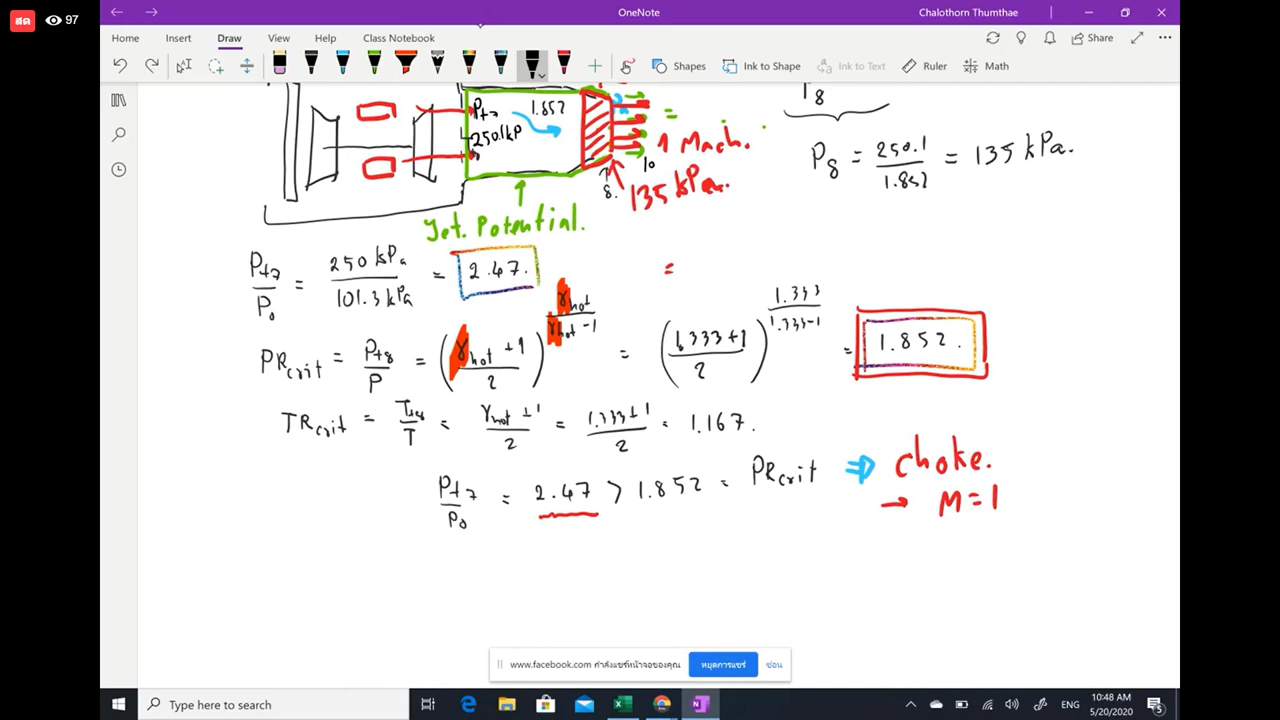 สด 97
OneNote
Chalothorn Thumthae
Home Insert Draw View Help Class Notebook
Share
Shapes Ink to Shape Ink to Text Ruler Math
T8
Pt7
250.1kP
1.852
1 Mach.
10
8.
135 kPa.
P8 = 250.1/1.852 = 135 kPa.
Jet. Potential.
Pt7/P0 = 250 kPa/101.3 kPa = 2.47.
=
PRcrit = Pt8/P = ((γhot + 1)/2)^(γhot/(γhot - 1)) = ((1.333+1)/2)^(1.333/(1.333-1)) = 1.852.
TRcrit = Tt8/T = (γhot + 1)/2 = (1.333+1)/2 = 1.167.
Pt7/P0 = 2.47 > 1.852 = PRcrit ⇒ choke.
→ M = 1
www.facebook.com กำลังแชร์หน้าจอของคุณ หยุดการแชร์ ซ่อน
Type here to search
ENG
10:48 AM
5/20/2020
5